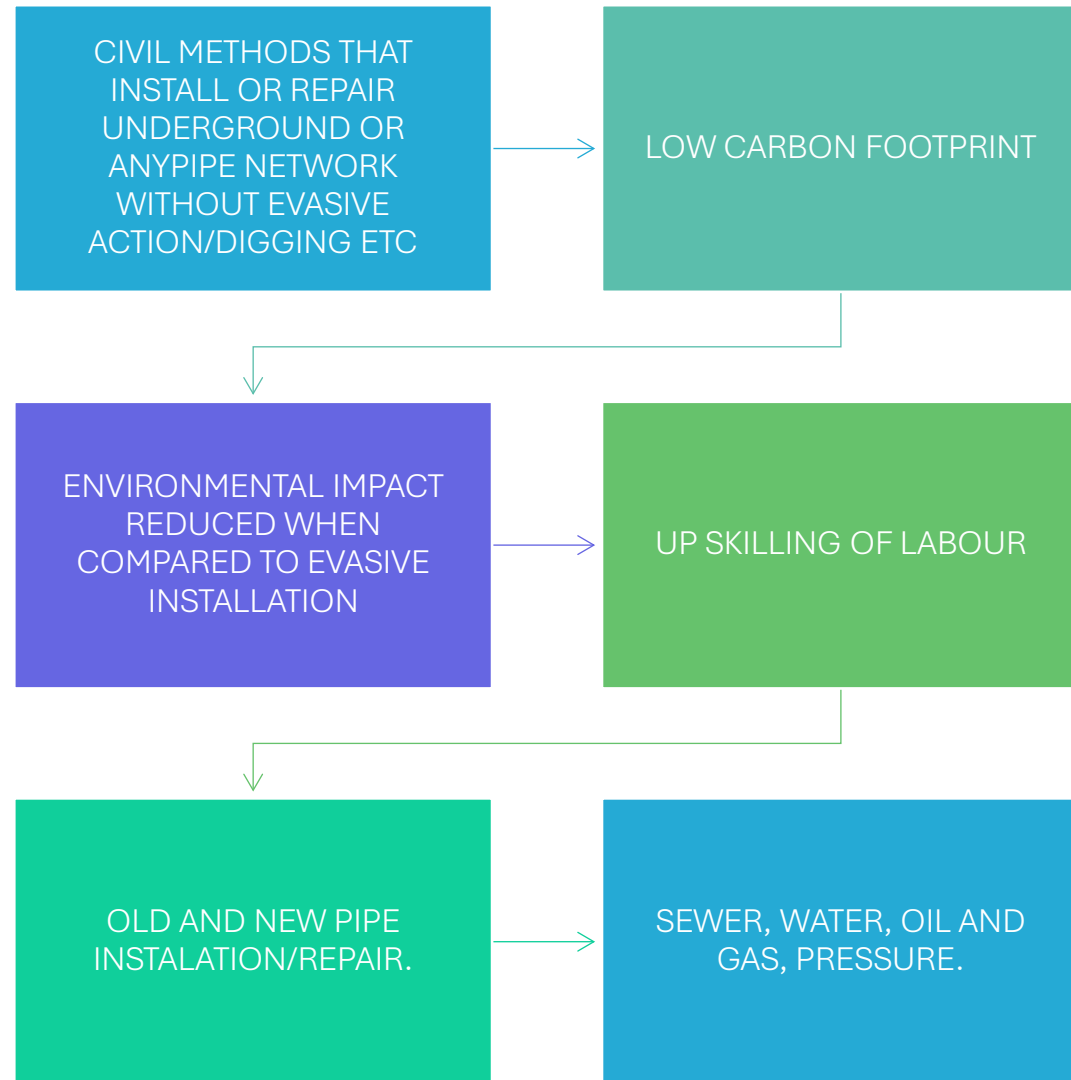 CIVIL METHODS THAT
INSTALL OR REPAIR
UNDERGROUND OR
ANYPIPE NETWORK
WITHOUT EVASIVE
ACTION/DIGGING ETC
LOW CARBON FOOTPRINT
ENVIRONMENTAL IMPACT
REDUCED WHEN
COMPARED TO EVASIVE
INSTALLATION
UP SKILLING OF LABOUR
OLD AND NEW PIPE
INSTALATION/REPAIR.
SEWER, WATER, OIL AND
GAS, PRESSURE.